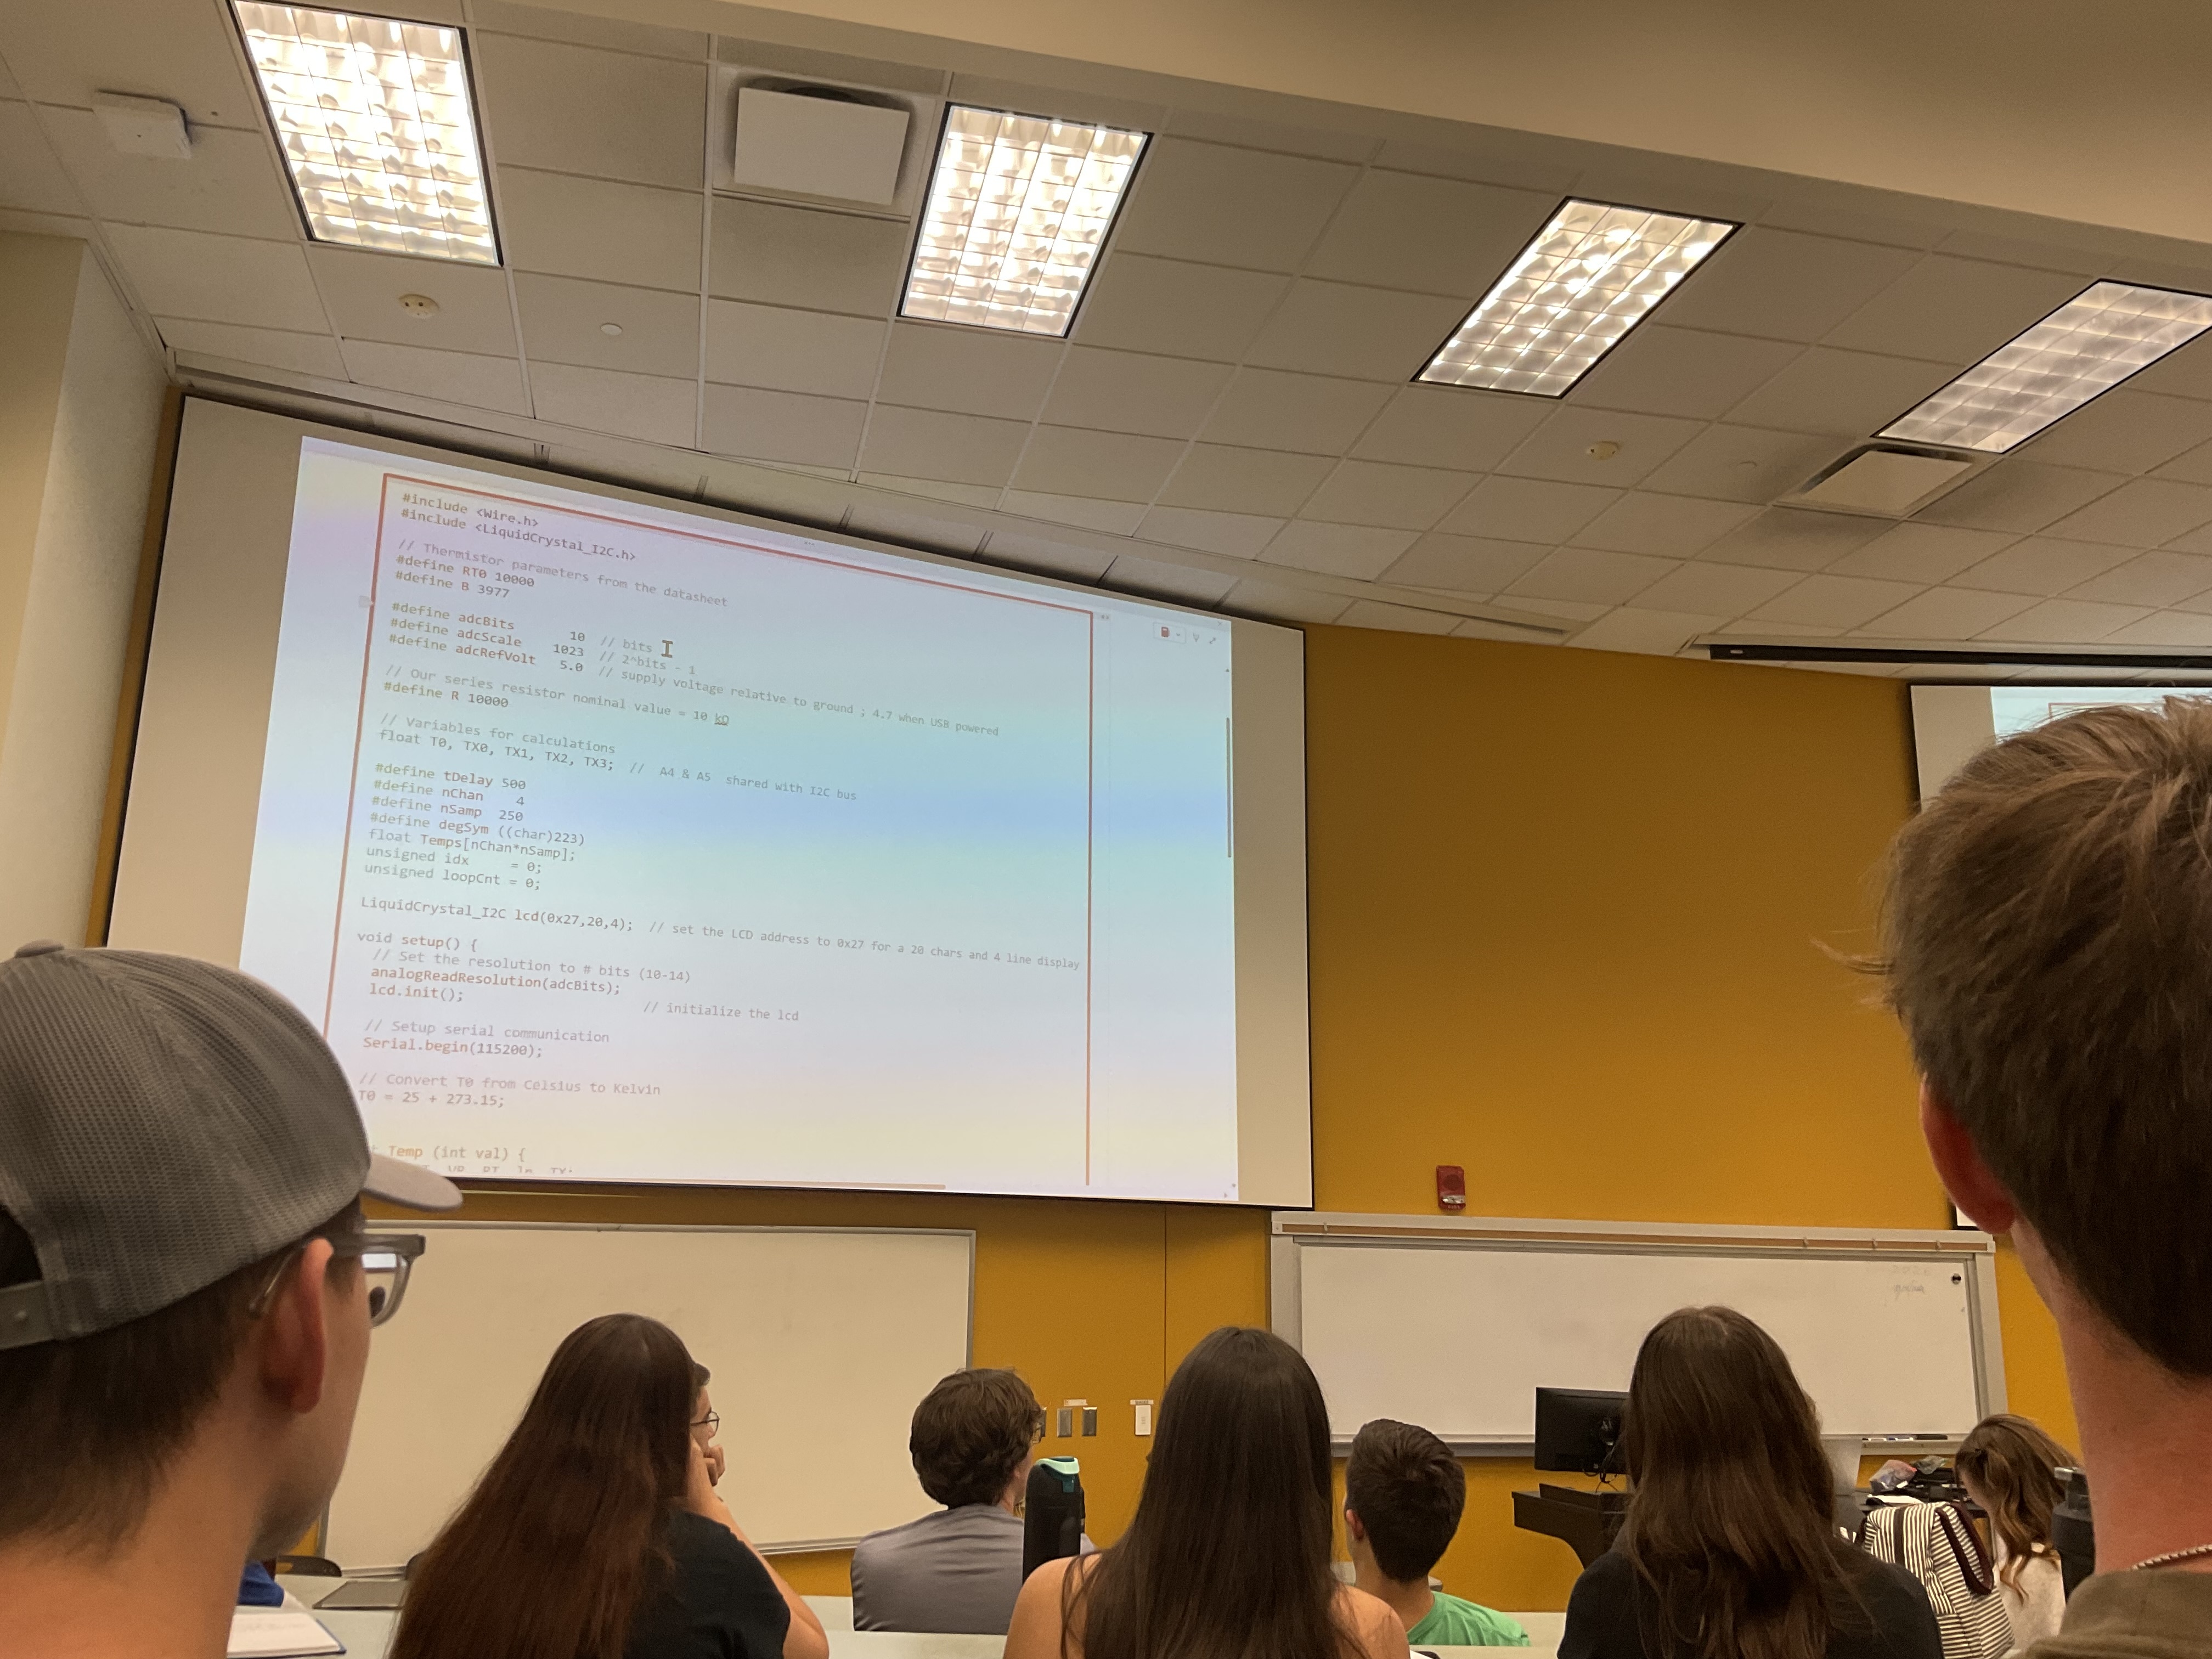 #include <Wire.h>
#include <LiquidCrystal_I2C.h>
// Thermistor parameters from the datasheet
#define RT0 10000
#define B 3977
#define adcBits 10 // bits
#define adcScale 1023 // 2^bits - 1
#define adcRefVolt 5.0 // supply voltage relative to ground ; 4.7 when USB powered
// Our series resistor nominal value = 10 kΩ
#define R 10000
// Variables for calculations
float T0, TX0, TX1, TX2, TX3; // A4 & A5 shared with I2C bus
#define tDelay 500
#define nChan 4
#define nSamp 250
#define degSym ((char)223)
float Temps[nChan*nSamp];
unsigned idx = 0;
unsigned loopCnt = 0;
LiquidCrystal_I2C lcd(0x27,20,4); // set the LCD address to 0x27 for a 20 chars and 4 line display
void setup() {
// Set the resolution to # bits (10-14)
analogReadResolution(adcBits);
lcd.init(); // initialize the lcd
// Setup serial communication
Serial.begin(115200);
// Convert T0 from Celsius to Kelvin
T0 = 25 + 273.15;
Temp (int val) {